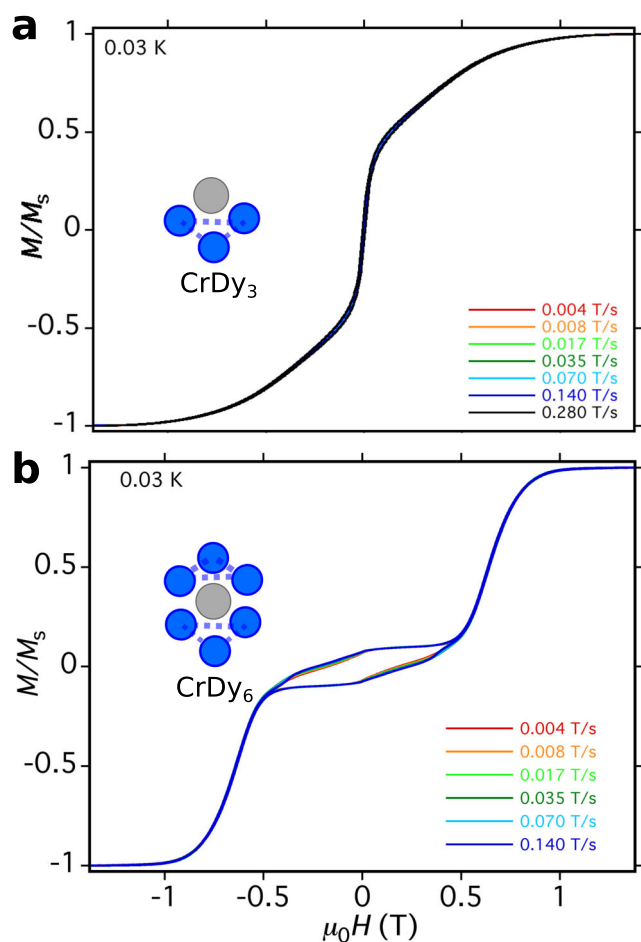 a
0.03 K
1
0.5
0
-0.5
-1
M/Ms
CrDy3
0.004 T/s
0.008 T/s
0.017 T/s
0.035 T/s
0.070 T/s
0.140 T/s
0.280 T/s
b
0.03 K
1
0.5
0
-0.5
-1
M/Ms
CrDy6
0.004 T/s
0.008 T/s
0.017 T/s
0.035 T/s
0.070 T/s
0.140 T/s
-1 -0.5 0 0.5 1
μ0H (T)